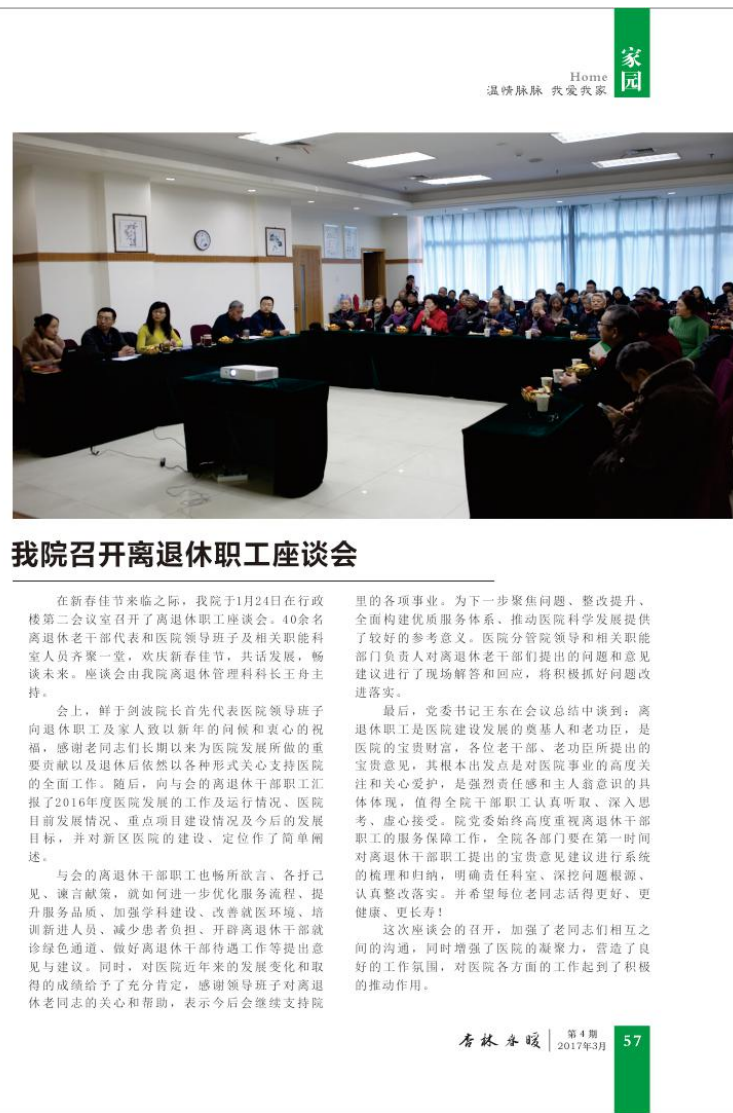 家园
Home
温情脉脉 我爱我家
我院召开离退休职工座谈会
在新春佳节来临之际，我院于1月24日在行政
楼第二会议室召开了离退休职工座谈会。40余名
离退休老干部代表和医院领导班子及相关职能科
室人员齐聚一堂，欢庆新春佳节，共话发展，畅
谈未来。座谈会由我院离退休管理科科长王舟主
持。
会上，鲜于剑波院长首先代表医院领导班子
向退休职工及家人致以新年的问候和衷心的祝
福，感谢老同志们长期以来为医院发展所做的重
要贡献以及退休后依然以各种形式关心支持医院
的全面工作。随后，向与会的离退休干部职工汇
报了2016年度医院发展的工作及运行情况、医院
目前发展情况、重点项目建设情况及今后的发展
目标，并对新区医院的建设、定位作了简单阐
述。
与会的离退休干部职工也畅所欲言、各抒己
见、谏言献策，就如何进一步优化服务流程、提
升服务品质、加强学科建设、改善就医环境、培
训新进人员、减少患者负担、开辟离退休干部就
诊绿色通道、做好离退休干部待遇工作等提出意
见与建议。同时，对医院近年来的发展变化和取
得的成绩给予了充分肯定，感谢领导班子对离退
休老同志的关心和帮助，表示今后会继续支持院
里的各项事业。为下一步聚焦问题、整改提升、
全面构建优质服务体系、推动医院科学发展提供
了较好的参考意义。医院分管院领导和相关职能
部门负责人对离退休老干部们提出的问题和意见
建议进行了现场解答和回应，将积极抓好问题改
进落实。
最后，党委书记王东在会议总结中谈到：离
退休职工是医院建设发展的奠基人和老功臣，是
医院的宝贵财富，各位老干部、老功臣所提出的
宝贵意见，其根本出发点是对医院事业的高度关
注和关心爱护，是强烈责任感和主人翁意识的具
体体现，值得全院干部职工认真听取、深入思
考、虚心接受。院党委始终高度重视离退休干部
职工的服务保障工作，全院各部门要在第一时间
对离退休干部职工提出的宝贵意见建议进行系统
的梳理和归纳，明确责任科室、深挖问题根源、
认真整改落实。并希望每位老同志活得更好、更
健康、更长寿！
这次座谈会的召开，加强了老同志们相互之
间的沟通，同时增强了医院的凝聚力，营造了良
好的工作氛围，对医院各方面的工作起到了积极
的推动作用。
杏林春暖
第4期
2017年3月
57